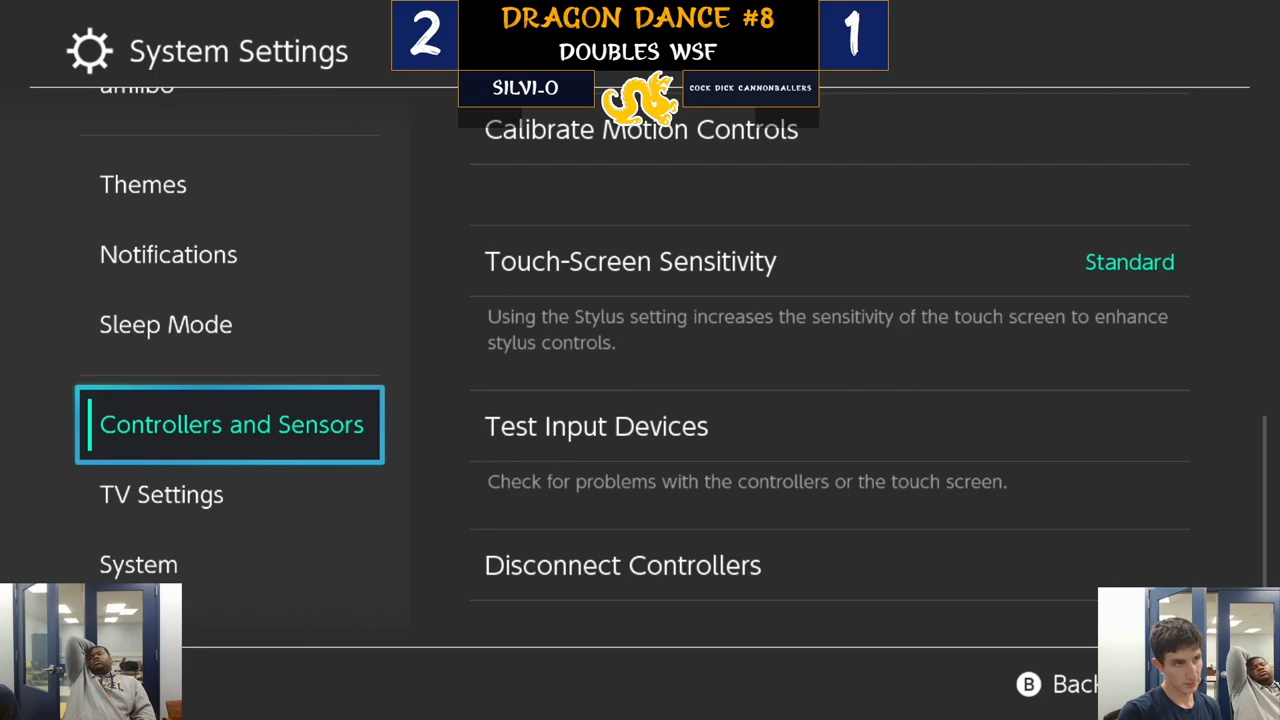 System Settings
2
DRAGON DANCE #8
DOUBLES WSF
1
SILVI-O
COCK DICK CANNONBALLERS
amiibo
Themes
Notifications
Sleep Mode
Controllers and Sensors
TV Settings
System
Calibrate Motion Controls
Touch-Screen Sensitivity
Standard
Using the Stylus setting increases the sensitivity of the touch screen to enhance
stylus controls.
Test Input Devices
Check for problems with the controllers or the touch screen.
Disconnect Controllers
B Back